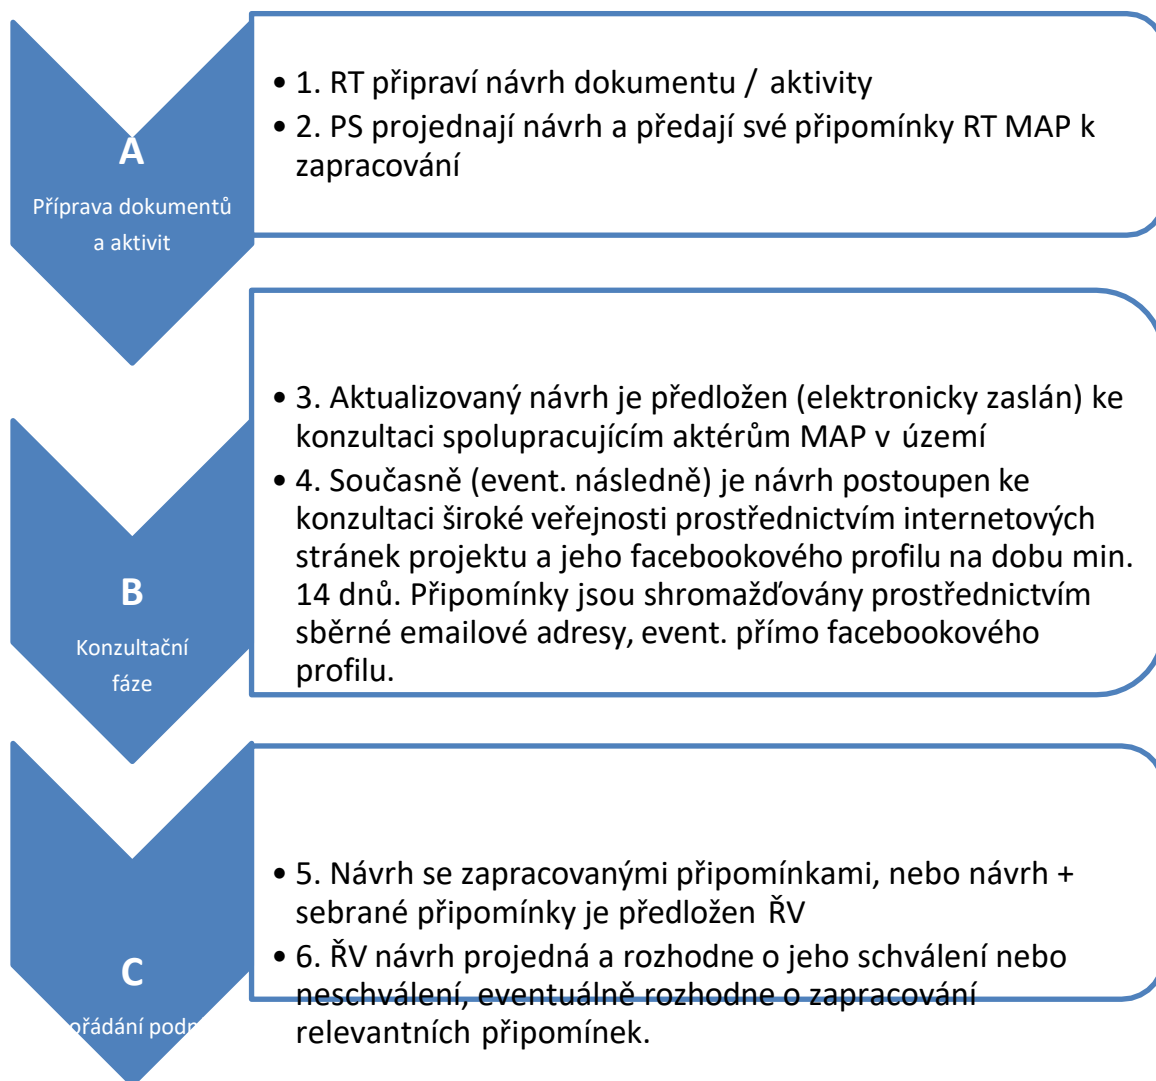 A
Příprava dokumentů
a aktivit
• 1. RT připraví návrh dokumentu / aktivity
• 2. PS projednají návrh a předají své připomínky RT MAP k
zapracování
B
Konzultační
fáze
• 3. Aktualizovaný návrh je předložen (elektronicky zaslán) ke
konzultaci spolupracujícím aktérům MAP v území
• 4. Současně (event. následně) je návrh postoupen ke
konzultaci široké veřejnosti prostřednictvím internetových
stránek projektu a jeho facebookového profilu na dobu min.
14 dnů. Připomínky jsou shromažďovány prostřednictvím
sběrné emailové adresy, event. přímo facebookového
profilu.
C
• 5. Návrh se zapracovanými připomínkami, nebo návrh +
sebrané připomínky je předložen ŘV
• 6. ŘV návrh projedná a rozhodne o jeho schválení nebo
neschválení, eventuálně rozhodne o zapracování
relevantních připomínek.